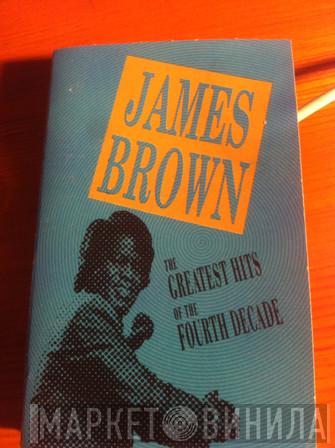 JAMES
BROWN
THE
GREATEST HITS
OF THE
FOURTH DECADE
МАРКЕТ ВИНИЛА